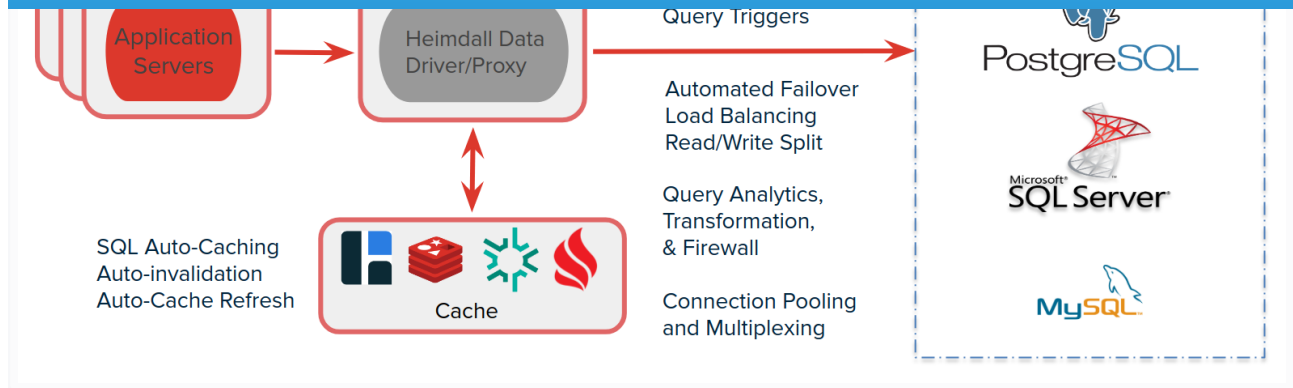 Application
Servers
Heimdall Data
Driver/Proxy
Query Triggers
Automated Failover
Load Balancing
Read/Write Split
Query Analytics,
Transformation,
& Firewall
Connection Pooling
and Multiplexing
SQL Auto-Caching
Auto-invalidation
Auto-Cache Refresh
Cache
PostgreSQL
Microsoft®
SQL Server®
MySQL™